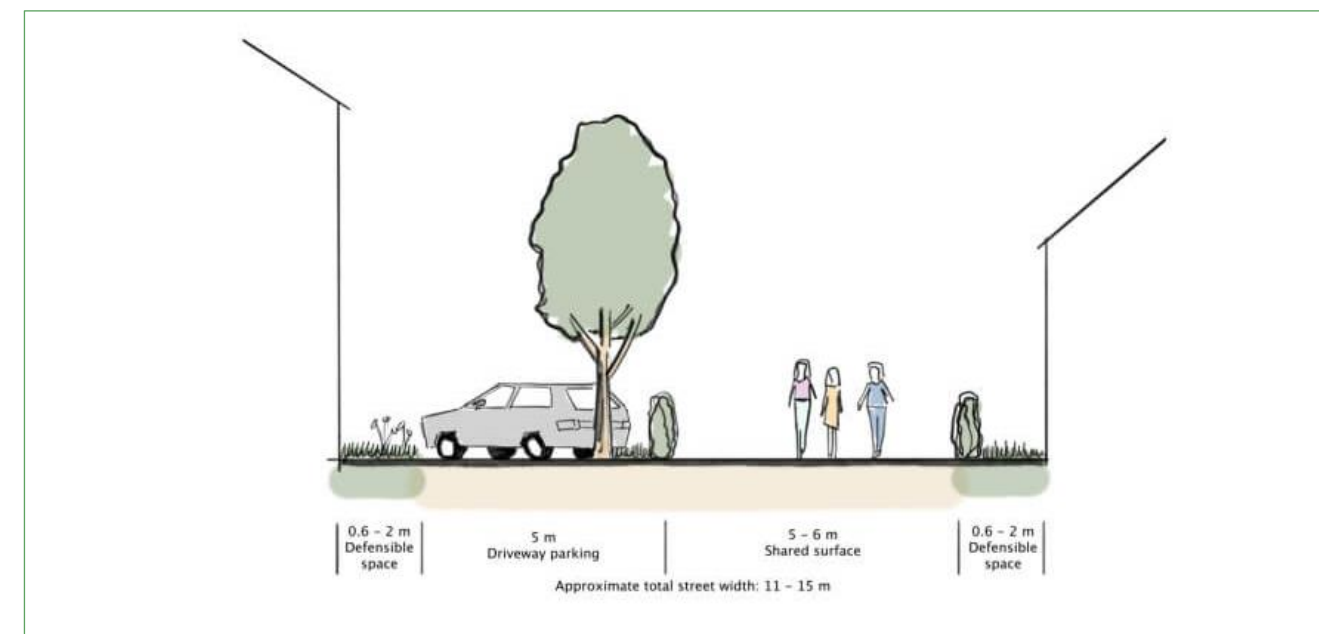 0.6 – 2 m
Defensible
space
5 m
Driveway parking
5 – 6 m
Shared surface
0.6 – 2 m
Defensible
space
Approximate total street width: 11 – 15 m